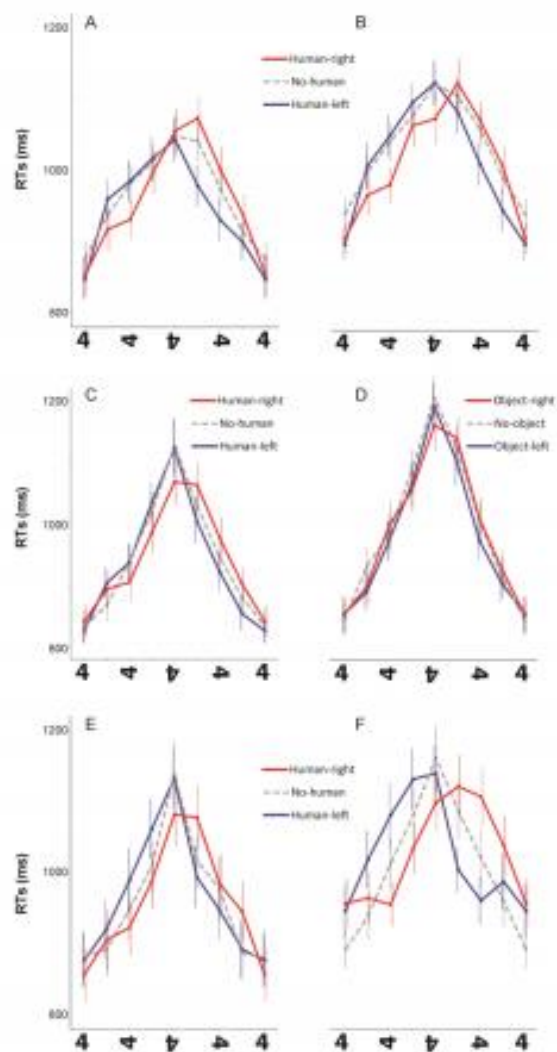 A
B
1200
Human-right
No-human
Human-left
RTs (ms)
1000
800
4 4 4 4 4
4 4 4 4 4
C
D
1200
Human-right
No-human
Human-left
Object-right
No-object
Object-left
RTs (ms)
1000
800
4 4 4 4 4
4 4 4 4 4
E
F
1200
Human-right
No-human
Human-left
RTs (ms)
1000
800
4 4 4 4 4
4 4 4 4 4